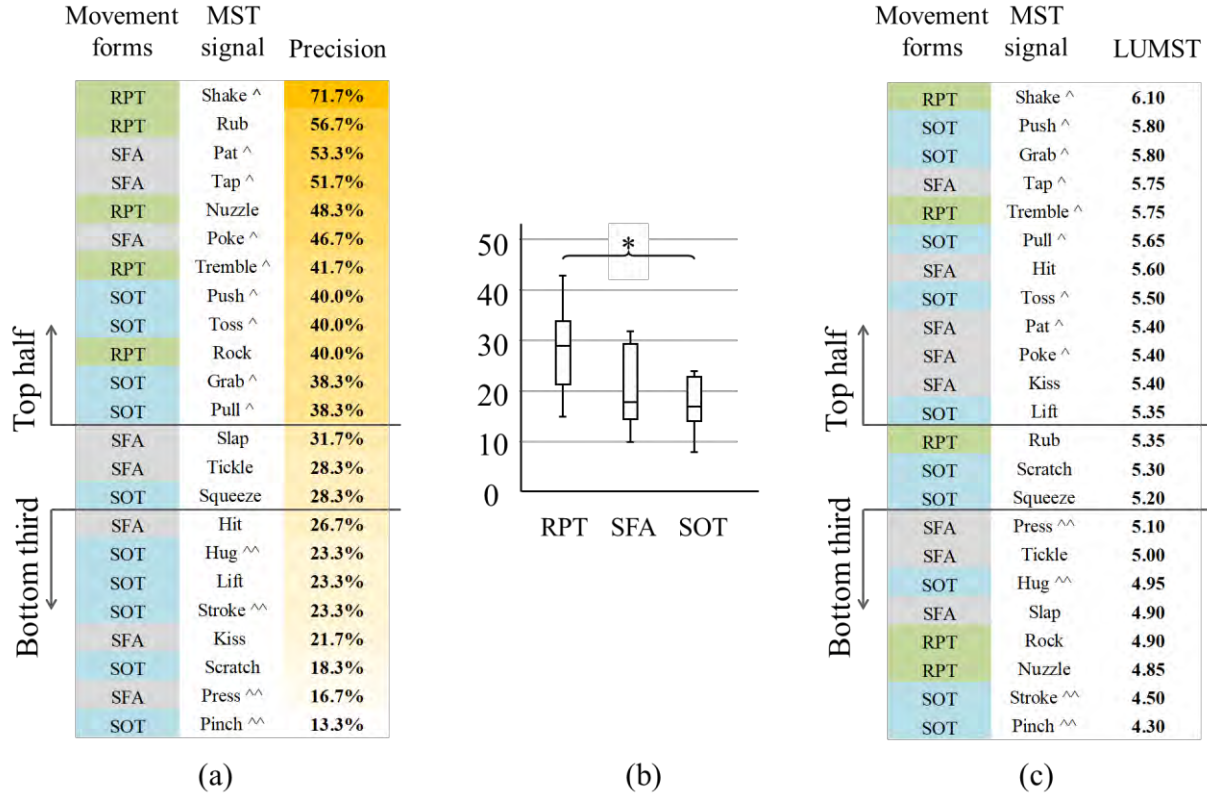 Movement forms MST signal Precision
RPT Shake ^ 71.7%
RPT Rub 56.7%
SFA Pat ^ 53.3%
SFA Tap ^ 51.7%
RPT Nuzzle 48.3%
SFA Poke ^ 46.7%
RPT Tremble ^ 41.7%
SOT Push ^ 40.0%
SOT Toss ^ 40.0%
RPT Rock 40.0%
SOT Grab ^ 38.3%
SOT Pull ^ 38.3%
SFA Slap 31.7%
SFA Tickle 28.3%
SOT Squeeze 28.3%
SFA Hit 26.7%
SOT Hug ^^ 23.3%
SOT Lift 23.3%
SOT Stroke ^^ 23.3%
SFA Kiss 21.7%
SOT Scratch 18.3%
SFA Press ^^ 16.7%
SOT Pinch ^^ 13.3%
Top half
Bottom third
(a)
*
50
40
30
20
10
0
RPT SFA SOT
(b)
Movement forms MST signal LUMST
RPT Shake ^ 6.10
SOT Push ^ 5.80
SOT Grab ^ 5.80
SFA Tap ^ 5.75
RPT Tremble ^ 5.75
SOT Pull ^ 5.65
SFA Hit 5.60
SOT Toss ^ 5.50
SFA Pat ^ 5.40
SFA Poke ^ 5.40
SFA Kiss 5.40
SOT Lift 5.35
RPT Rub 5.35
SOT Scratch 5.30
SOT Squeeze 5.20
SFA Press ^^ 5.10
SFA Tickle 5.00
SOT Hug ^^ 4.95
SFA Slap 4.90
RPT Rock 4.90
RPT Nuzzle 4.85
SOT Stroke ^^ 4.50
SOT Pinch ^^ 4.30
Top half
Bottom third
(c)